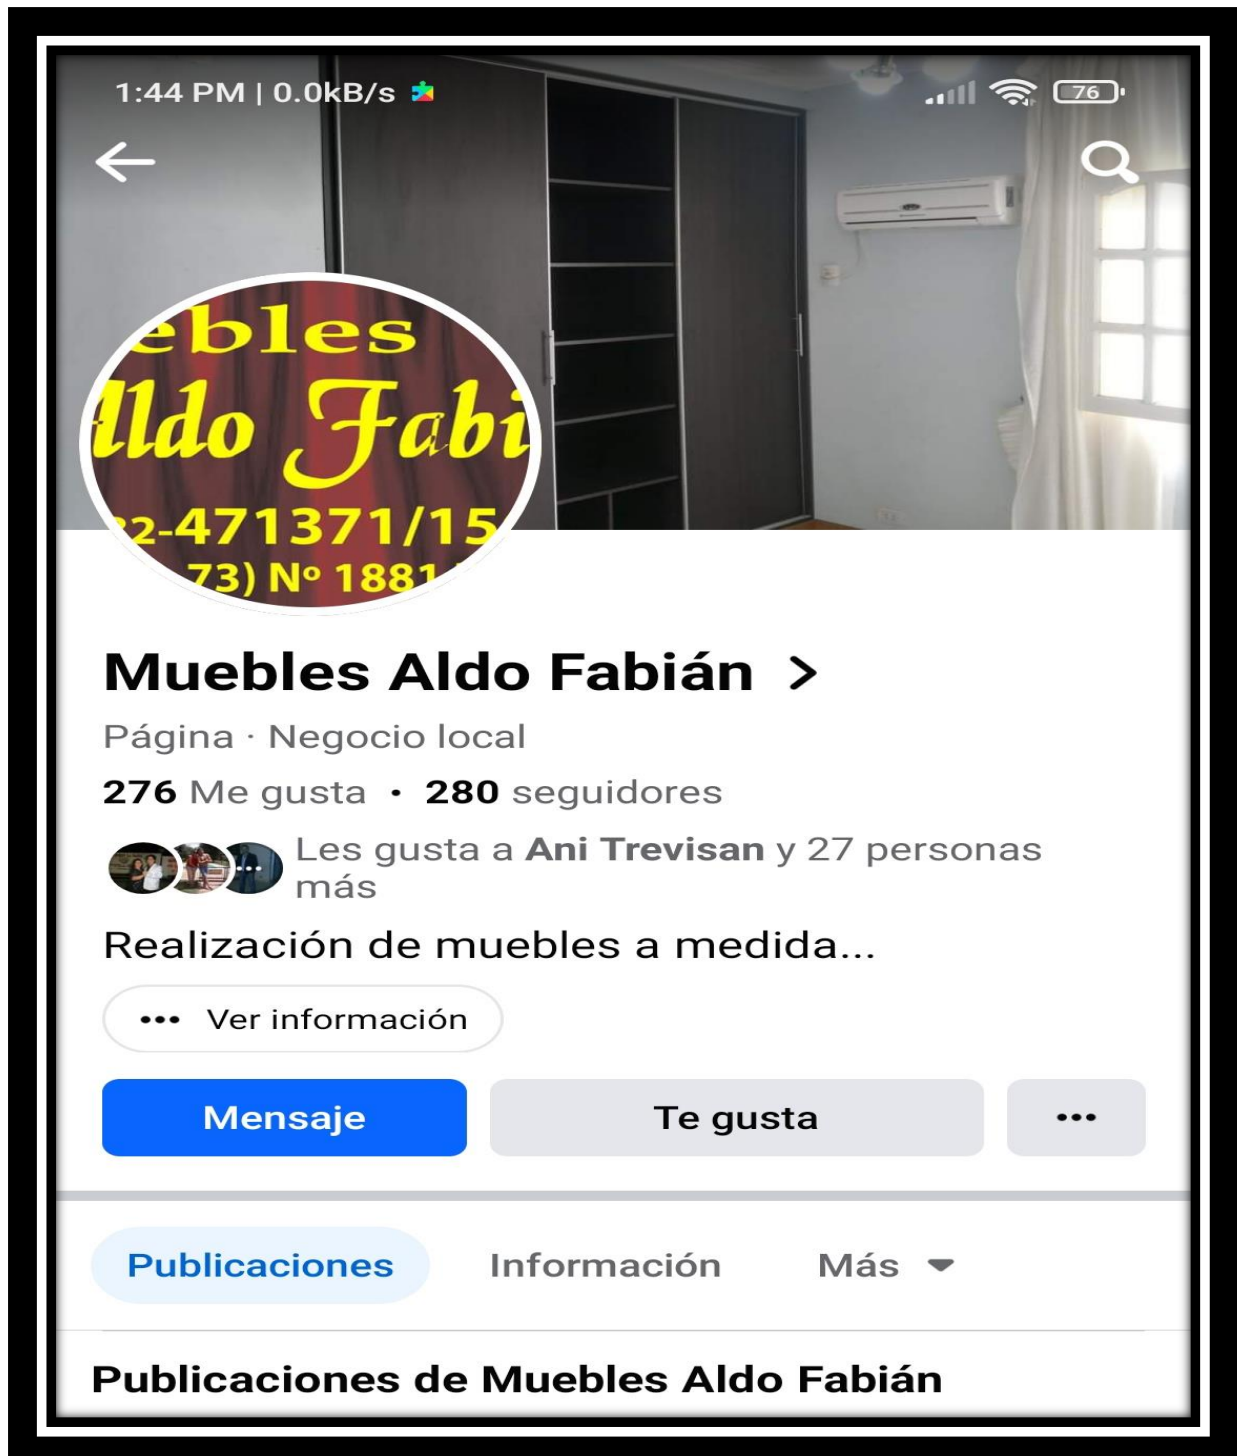 1:44 PM | 0.0kB/s
76
ebles
Aldo Fabi
2-471371/15
73) Nº 1881
Muebles Aldo Fabián
Página · Negocio local
276 Me gusta · 280 seguidores
Les gusta a Ani Trevisan y 27 personas
más
Realización de muebles a medida...
Ver información
Mensaje
Te gusta
Publicaciones
Información
Más
Publicaciones de Muebles Aldo Fabián